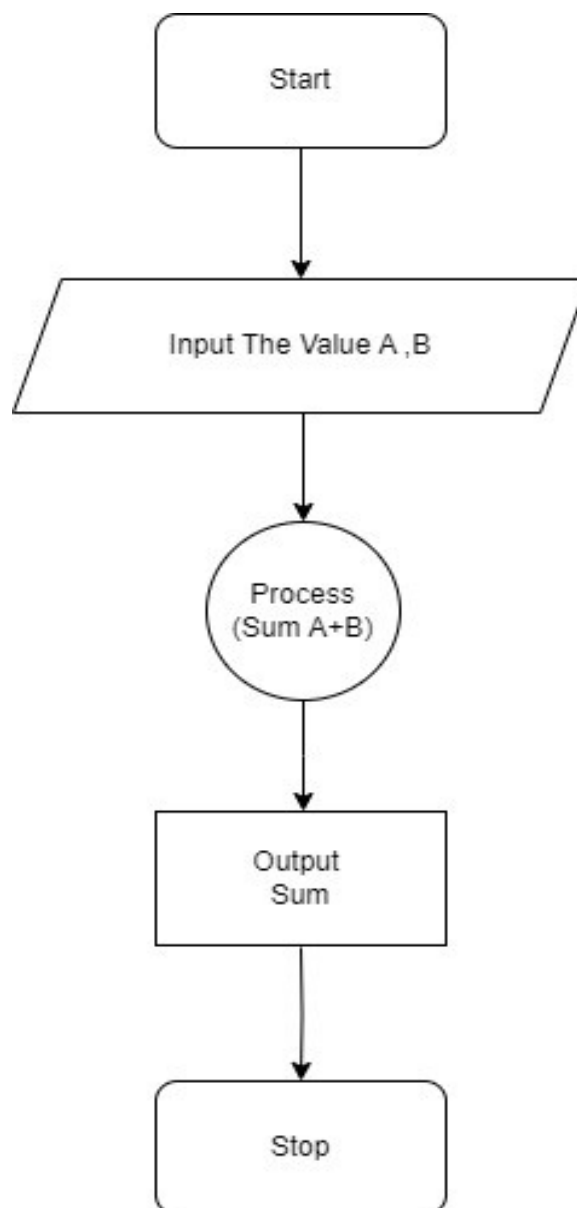 Start
Input The Value A ,B
Process
(Sum A+B)
Output
Sum
Stop